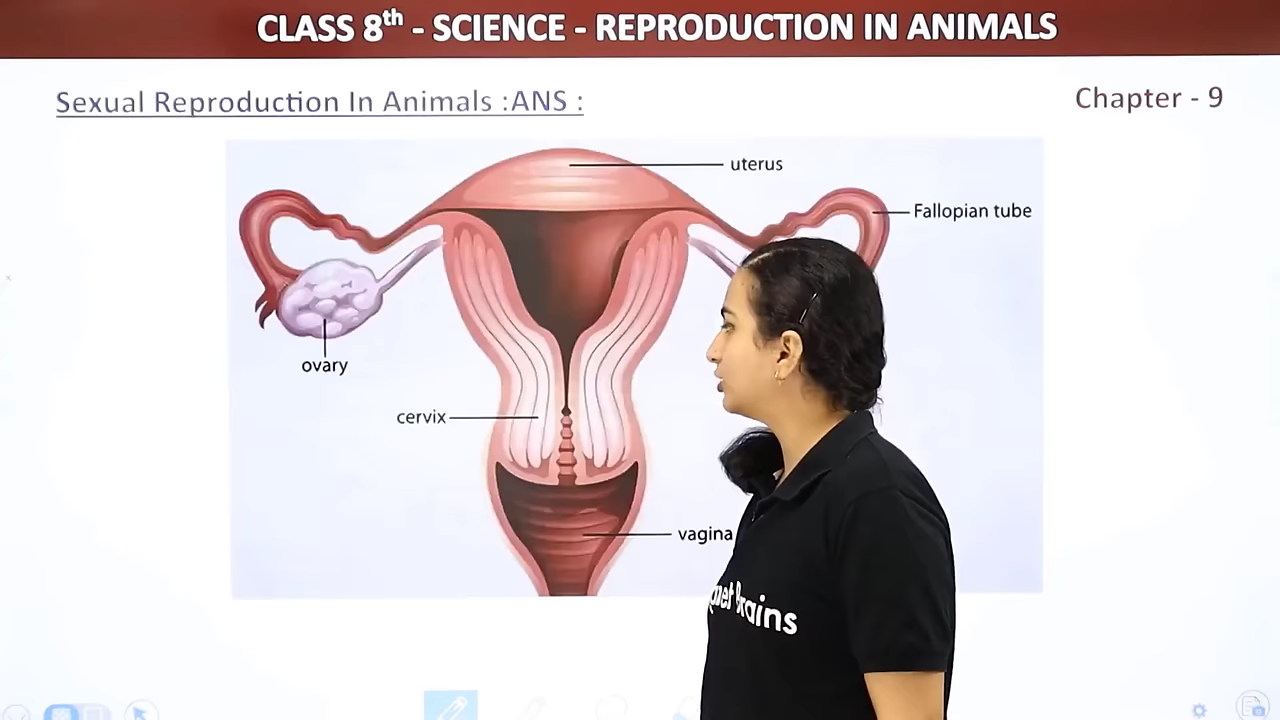 CLASS 8th - SCIENCE - REPRODUCTION IN ANIMALS
Sexual Reproduction In Animals :ANS :
Chapter - 9
uterus
Fallopian tube
ovary
cervix
vagina
Brains